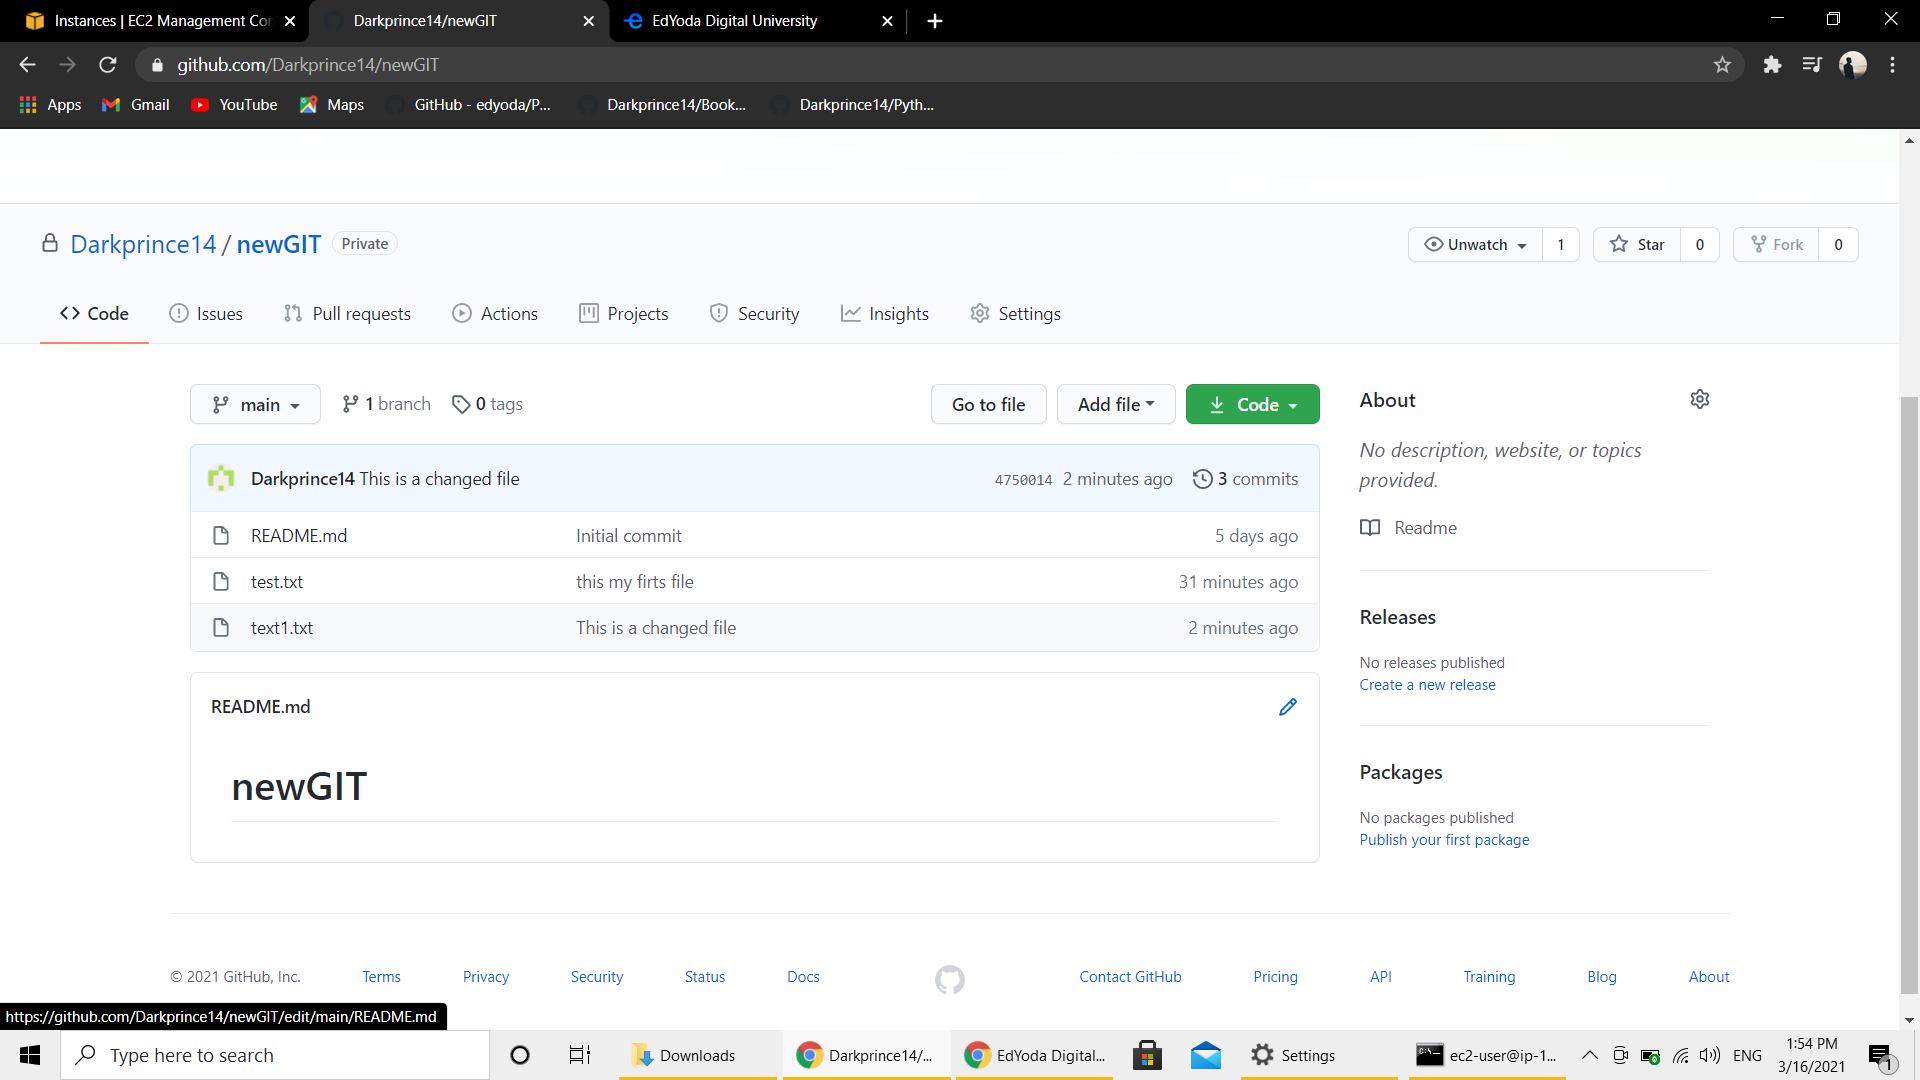 Instances | EC2 Management Con
Darkprince14/newGIT
EdYoda Digital University
github.com/Darkprince14/newGIT
Apps Gmail YouTube Maps GitHub - edyoda/P... Darkprince14/Book... Darkprince14/Pyth...
Darkprince14 / newGIT Private
Unwatch 1 Star 0 Fork 0
Code Issues Pull requests Actions Projects Security Insights Settings
main 1 branch 0 tags Go to file Add file Code
Darkprince14 This is a changed file 4750014 2 minutes ago 3 commits
README.md Initial commit 5 days ago
test.txt this my firts file 31 minutes ago
text1.txt This is a changed file 2 minutes ago
README.md
newGIT
About
No description, website, or topics
provided.
Readme
Releases
No releases published
Create a new release
Packages
No packages published
Publish your first package
© 2021 GitHub, Inc. Terms Privacy Security Status Docs Contact GitHub Pricing API Training Blog About
https://github.com/Darkprince14/newGIT/edit/main/README.md
Type here to search Downloads Darkprince14/... EdYoda Digital... Settings ec2-user@ip-1... ENG
1:54 PM
3/16/2021
1